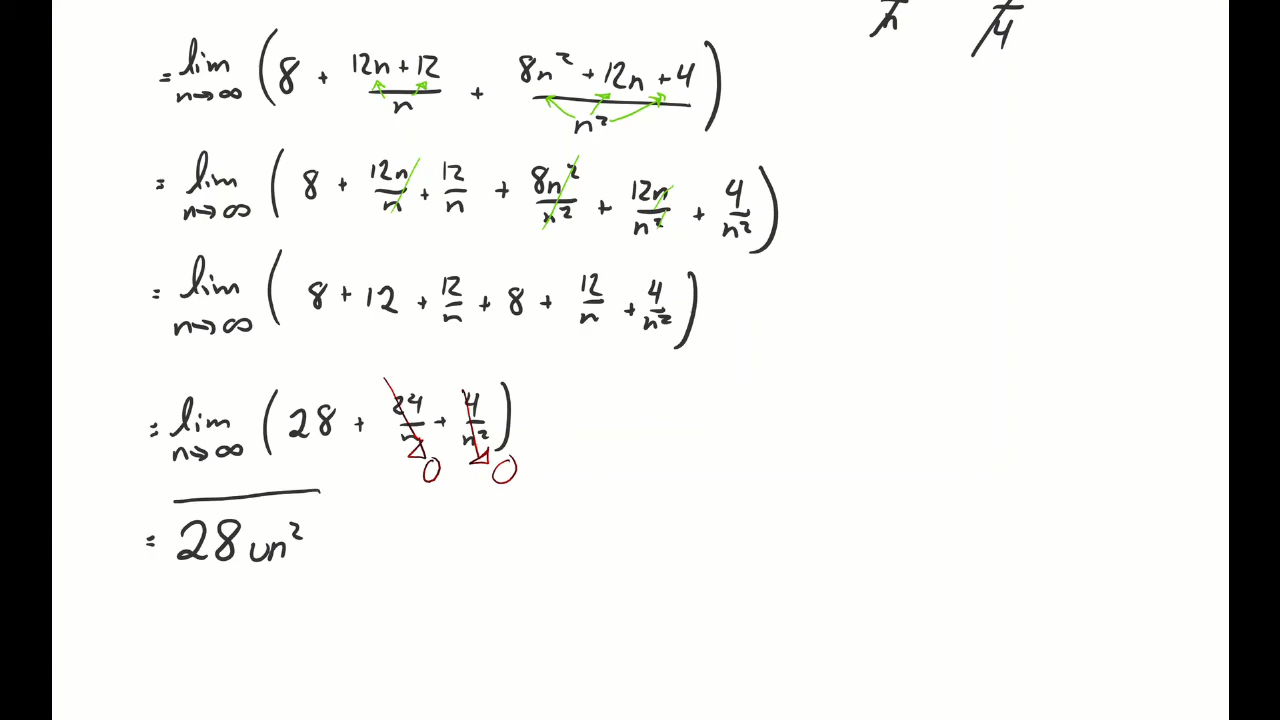 n 4
= lim n→∞ ( 8 + (12n + 12)/n + (8n² + 12n + 4)/n² )
= lim n→∞ ( 8 + 12n/n + 12/n + 8n²/n² + 12n/n² + 4/n² )
= lim n→∞ ( 8 + 12 + 12/n + 8 + 12/n + 4/n² )
= lim n→∞ ( 28 + 24/n + 4/n² )
0 0
= 28 un²